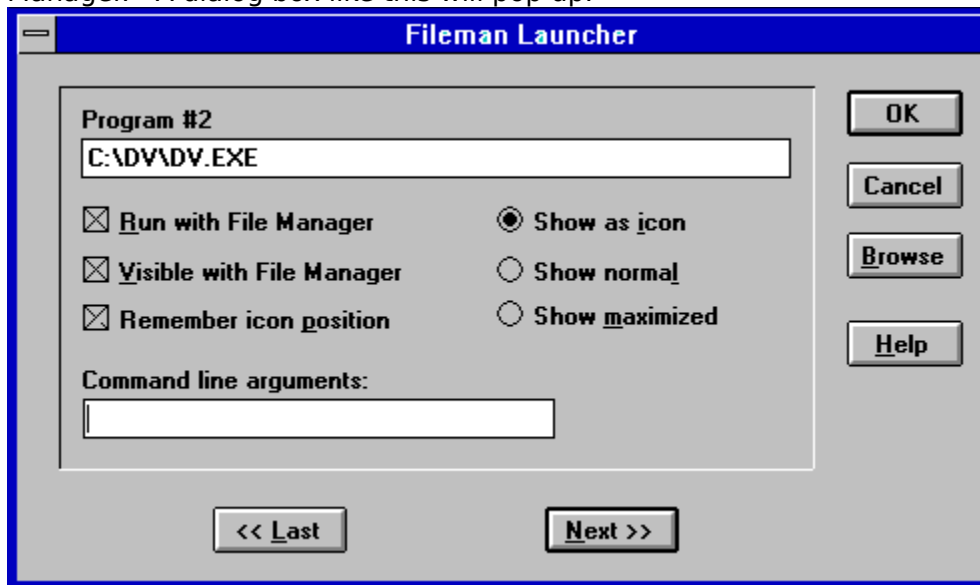 Manager. A dialog box like this will pop up:
Fileman Launcher
Program #2
C:\DV\DV.EXE
Run with File Manager
Visible with File Manager
Remember icon position
Show as icon
Show normal
Show maximized
Command line arguments:
<< Last
Next >>
OK
Cancel
Browse
Help